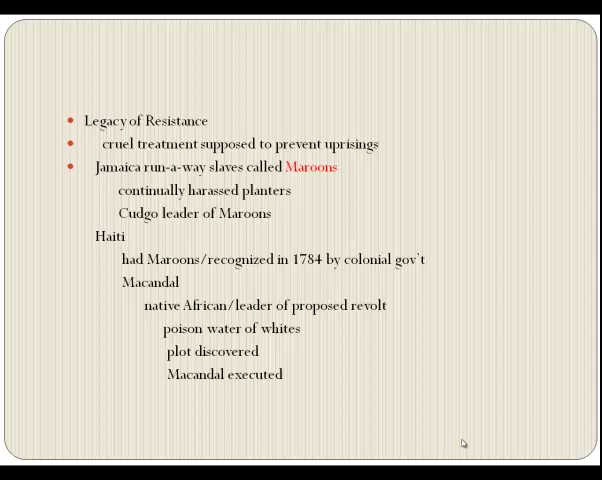 Legacy of Resistance
cruel treatment supposed to prevent uprisings
Jamaica run-a-way slaves called Maroons
continually harassed planters
Cudgo leader of Maroons
Haiti
had Maroons/recognized in 1784 by colonial gov't
Macandal
native African/leader of proposed revolt
poison water of whites
plot discovered
Macandal executed